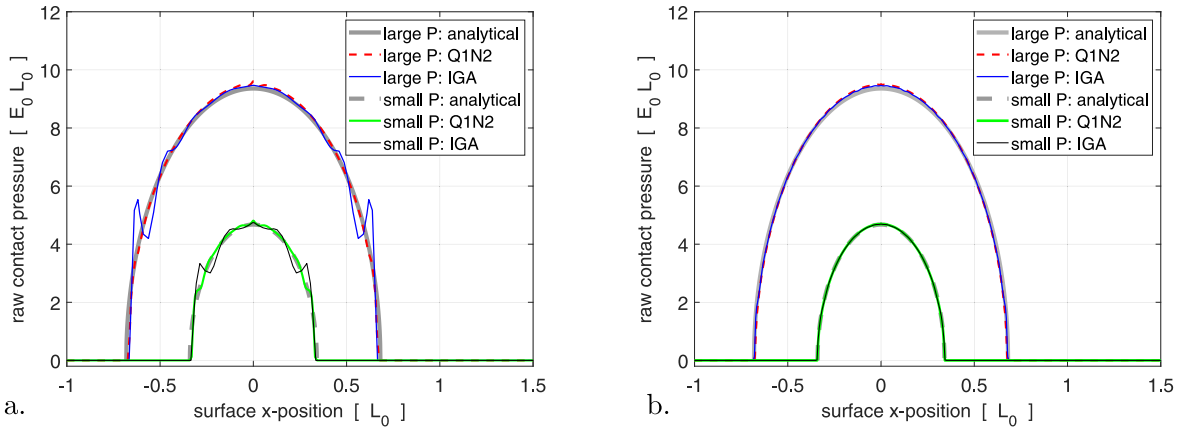 12
10
8
6
4
2
0
raw contact pressure [ E0 L0 ]
large P: analytical
large P: Q1N2
large P: IGA
small P: analytical
small P: Q1N2
small P: IGA
-1 -0.5 0 0.5 1 1.5
surface x-position [ L0 ]
a.
12
10
8
6
4
2
0
raw contact pressure [ E0 L0 ]
large P: analytical
large P: Q1N2
large P: IGA
small P: analytical
small P: Q1N2
small P: IGA
-1 -0.5 0 0.5 1 1.5
surface x-position [ L0 ]
b.